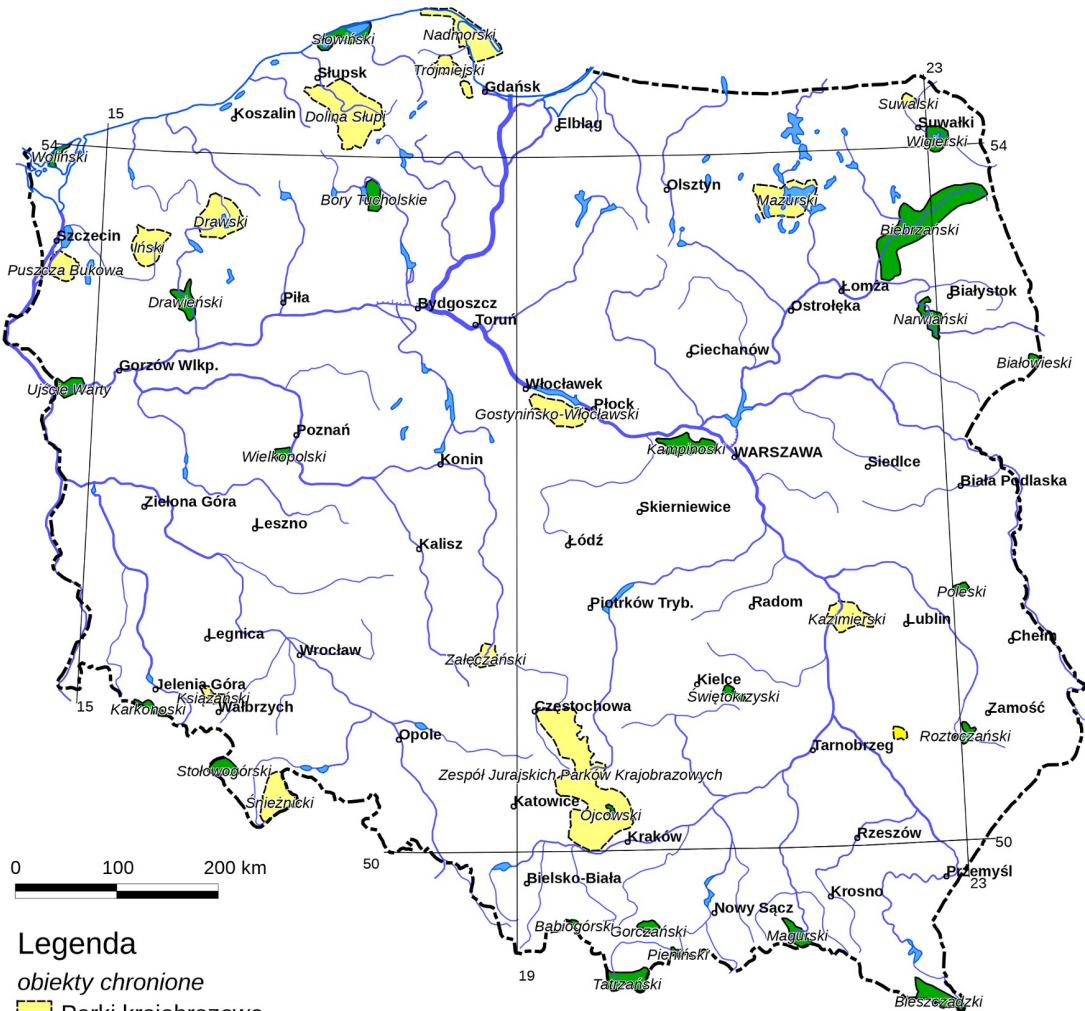 Nadmorski
Słowiński
Trójmiejski
Słupsk
Gdańsk
23
Suwalski
Dolina Słupi
Koszalin
15
Elbląg
Suwałki
Wigierski
54
54
Woliński
Olsztyn
Bory Tucholskie
Mazurski
Drawski
Biebrzański
Szczecin
Iński
Puszcza Bukowa
Drawieński
Piła
Bydgoszcz
Toruń
Łomża
Białystok
Ostrołęka
Narwiański
Ciechanów
Białowieski
Gorzów Wlkp.
Ujście Warty
Włocławek
Płock
Gostynińsko-Włocławski
Poznań
Wielkopolski
Kampinoski
WARSZAWA
Konin
Siedlce
Biała Podlaska
Zielona Góra
Skierniewice
Leszno
Kalisz
Łódź
Poleski
Piotrków Tryb.
Radom
Kazimierski
Lublin
Legnica
Chełm
Wrocław
Załęczański
Jelenia Góra
Kielce
Książański
Świętokrzyski
Karkonoski
Wałbrzych
15
Częstochowa
Zamość
Opole
Roztoczański
Tarnobrzeg
Stołowogórski
Zespół Jurajskich Parków Krajobrazowych
Śnieżnicki
Katowice
Ojcowski
Kraków
Rzeszów
50
50
0 100 200 km
Przemyśl
23
Bielsko-Biała
Krosno
Nowy Sącz
Babiogórski
Gorczański
Magurski
Legenda
Pieniński
19
obiekty chronione
Tatrzański
Bieszczadzki
Parki krajobrazowe